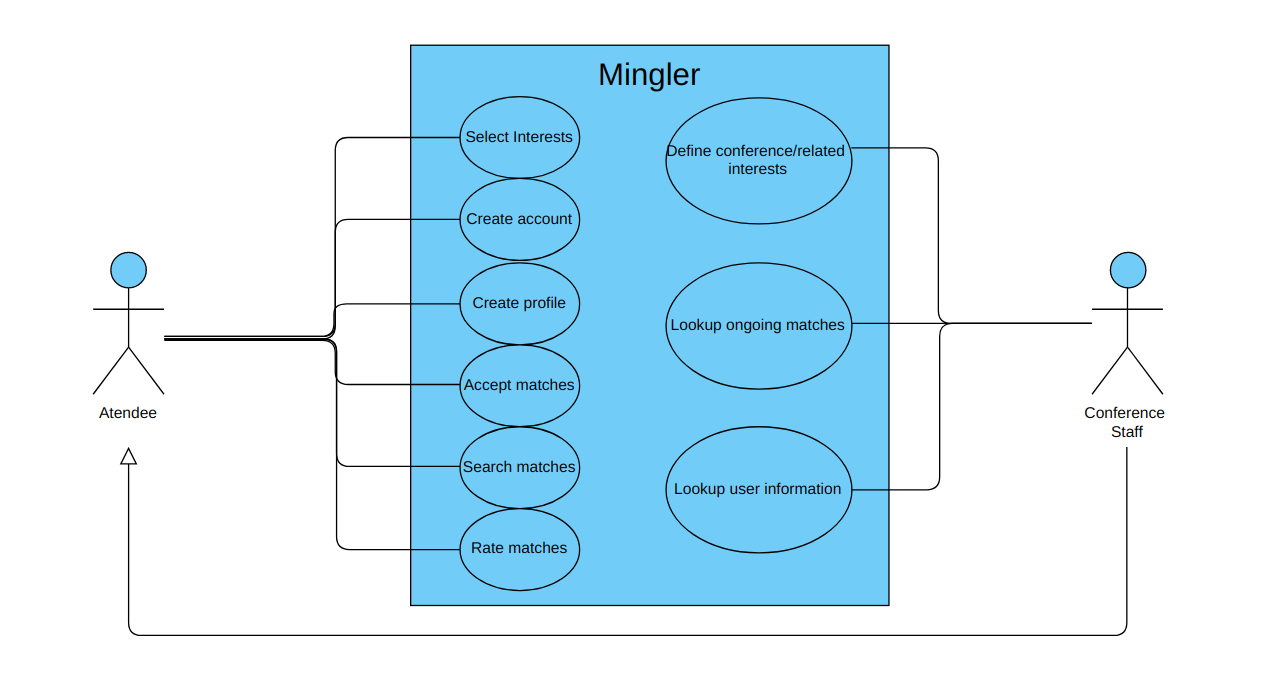 Mingler
Select Interests
Create account
Create profile
Accept matches
Search matches
Rate matches
Define conference/related
interests
Lookup ongoing matches
Lookup user information
Atendee
Conference
Staff